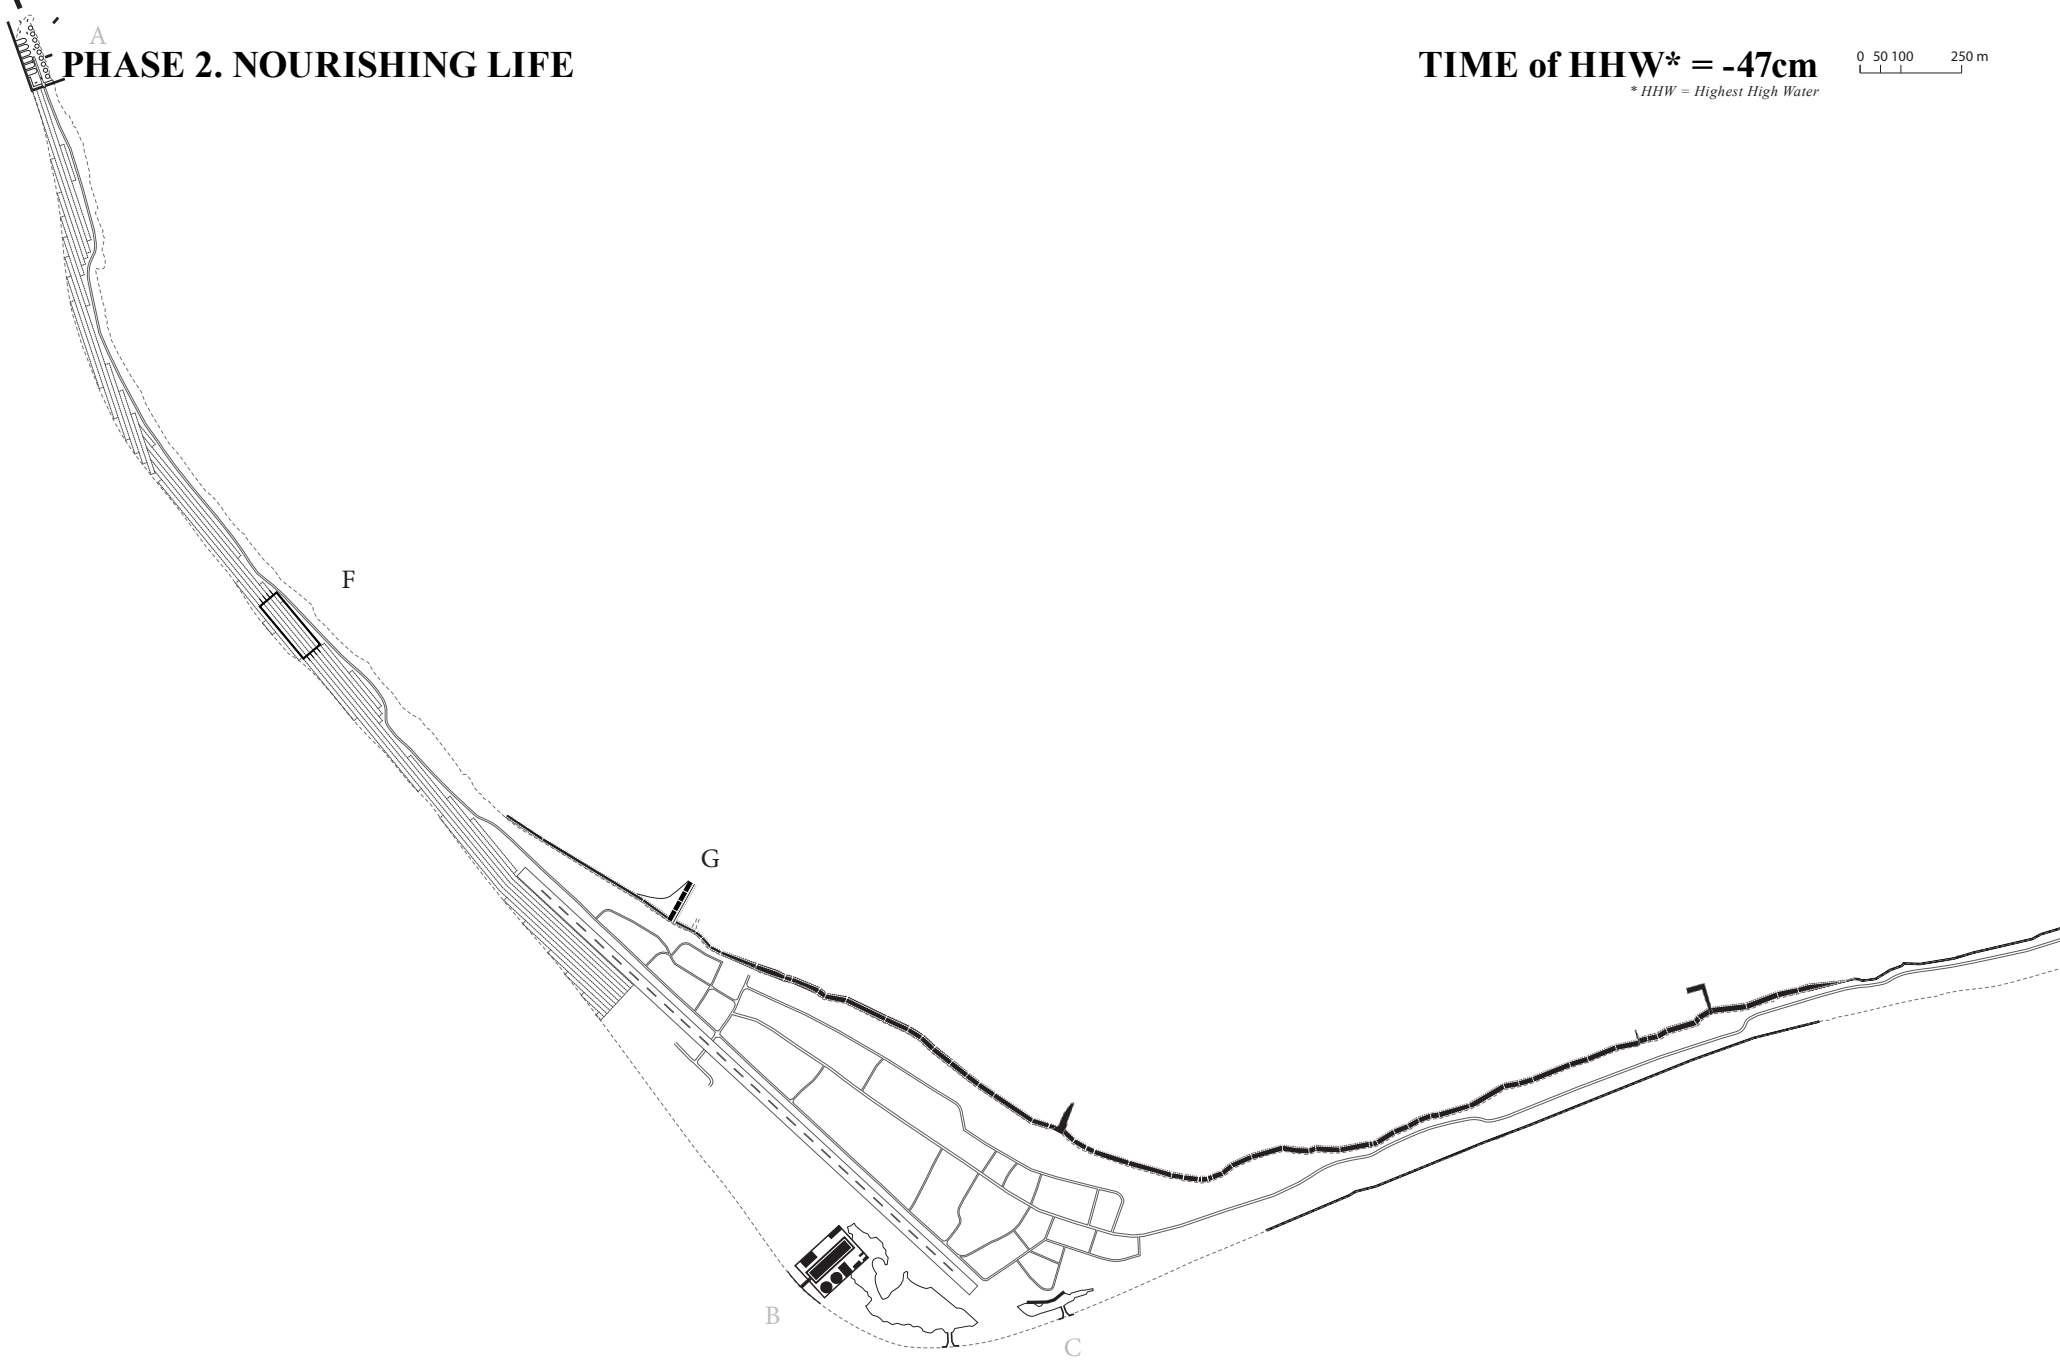 A
PHASE 2. NOURISHING LIFE
TIME of HHW* = -47cm
* HHW = Highest High Water
0 50 100 250 m
F
G
B
C